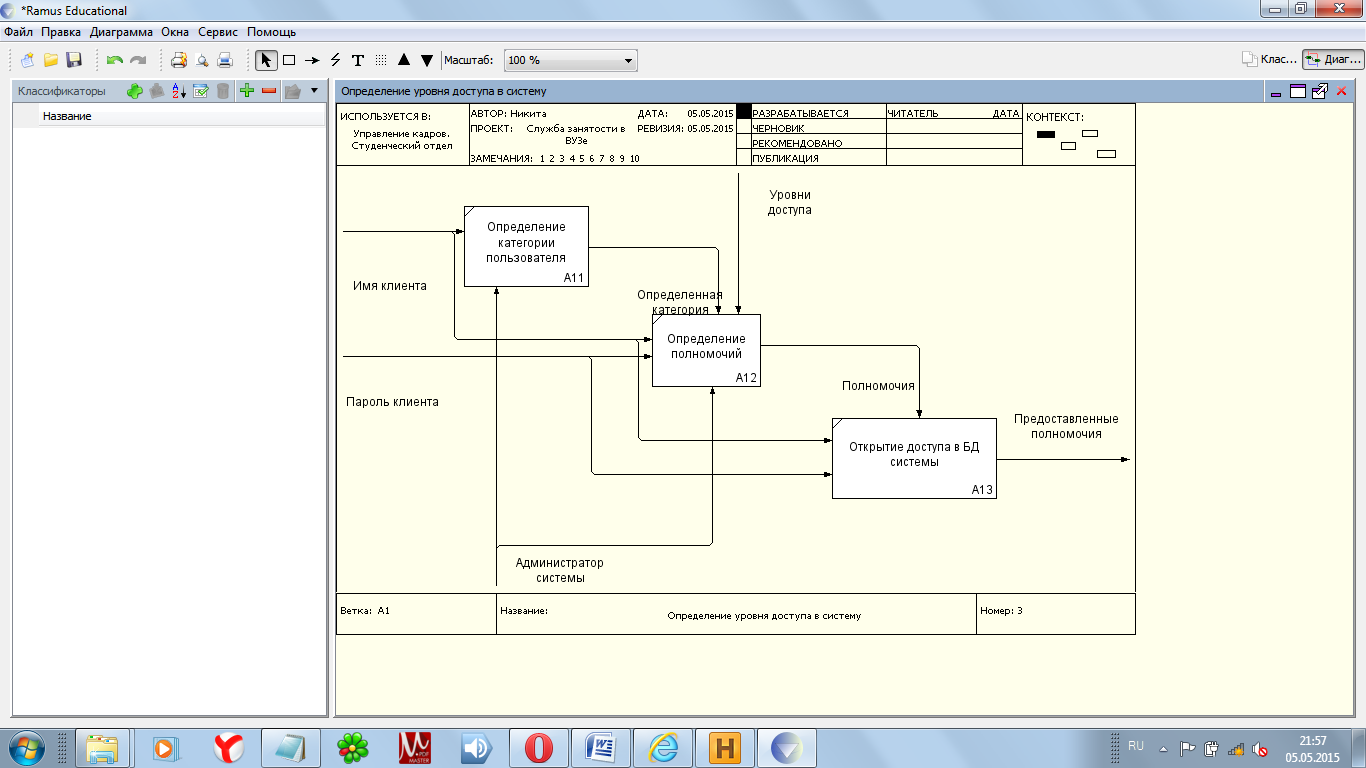 *Ramus Educational
Файл Правка Диаграмма Окна Сервис Помощь
Масштаб: 100 % Клас... Диаг...
Классификаторы
Название
Определение уровня доступа в систему
ИСПОЛЬЗУЕТСЯ В:
Управление кадров.
Студенческий отдел
АВТОР: Никита ДАТА: 05.05.2015
ПРОЕКТ: Служба занятости в ВУЗе РЕВИЗИЯ: 05.05.2015
ЗАМЕЧАНИЯ: 1 2 3 4 5 6 7 8 9 10
РАЗРАБАТЫВАЕТСЯ
ЧЕРНОВИК
РЕКОМЕНДОВАНО
ПУБЛИКАЦИЯ
ЧИТАТЕЛЬ ДАТА
КОНТЕКСТ:
Уровни
доступа
Определение
категории
пользователя
A11
Имя клиента
Определенная
категория
Определение
полномочий
A12
Пароль клиента
Полномочия
Предоставленные
полномочия
Открытие доступа в БД
системы
A13
Администратор
системы
Ветка: A1
Название:
Определение уровня доступа в систему
Номер: 3
PDF
MASTER
H
RU
21:57
05.05.2015